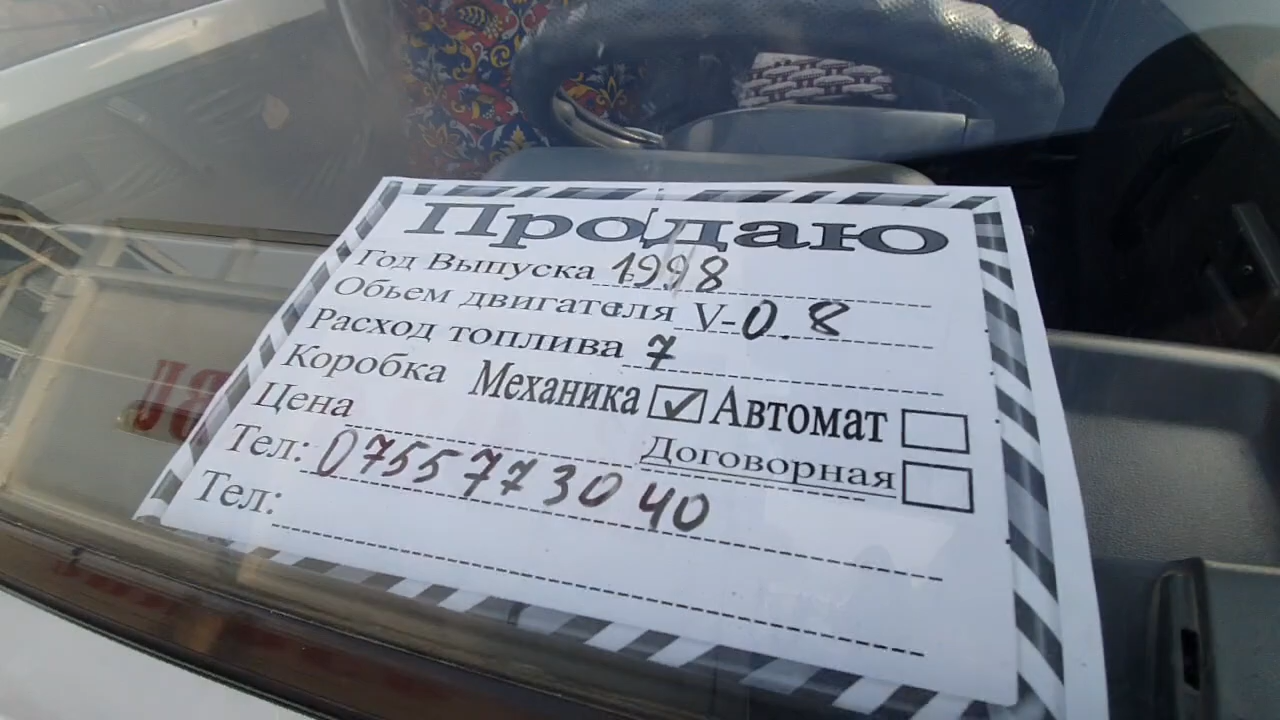 Продаю
Год Выпуска 1998
Обьем двигателя V-0.8
Расход топлива 7
Коробка Механика ✓ Автомат
Цена
Договорная
Тел: 0755773040
Тел: